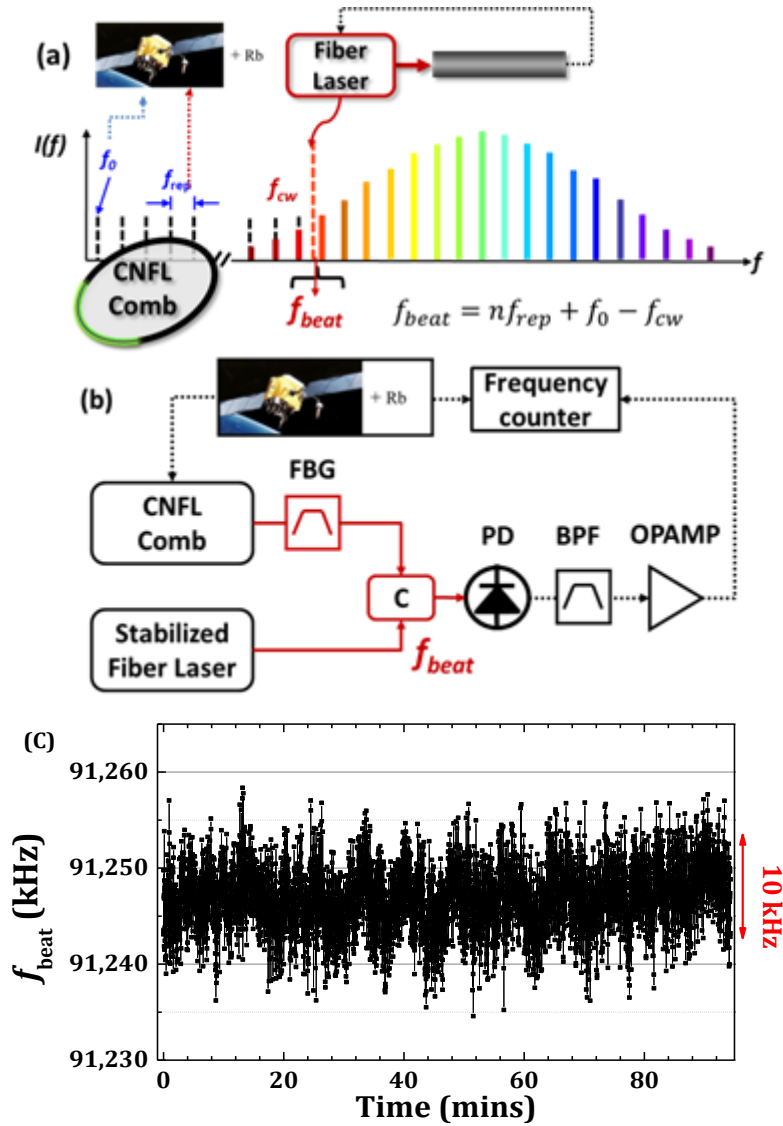 (a)
+ Rb
Fiber
Laser
I(f)
f0
frep
fcw
f
CNFL
Comb
fbeat
fbeat = nfrep + f0 − fcw
(b)
+ Rb
Frequency
counter
CNFL
Comb
FBG
PD
BPF
OPAMP
C
Stabilized
Fiber Laser
fbeat
(C)
91,260
91,250
91,240
91,230
fbeat (kHz)
10 kHz
0
20
40
60
80
Time (mins)